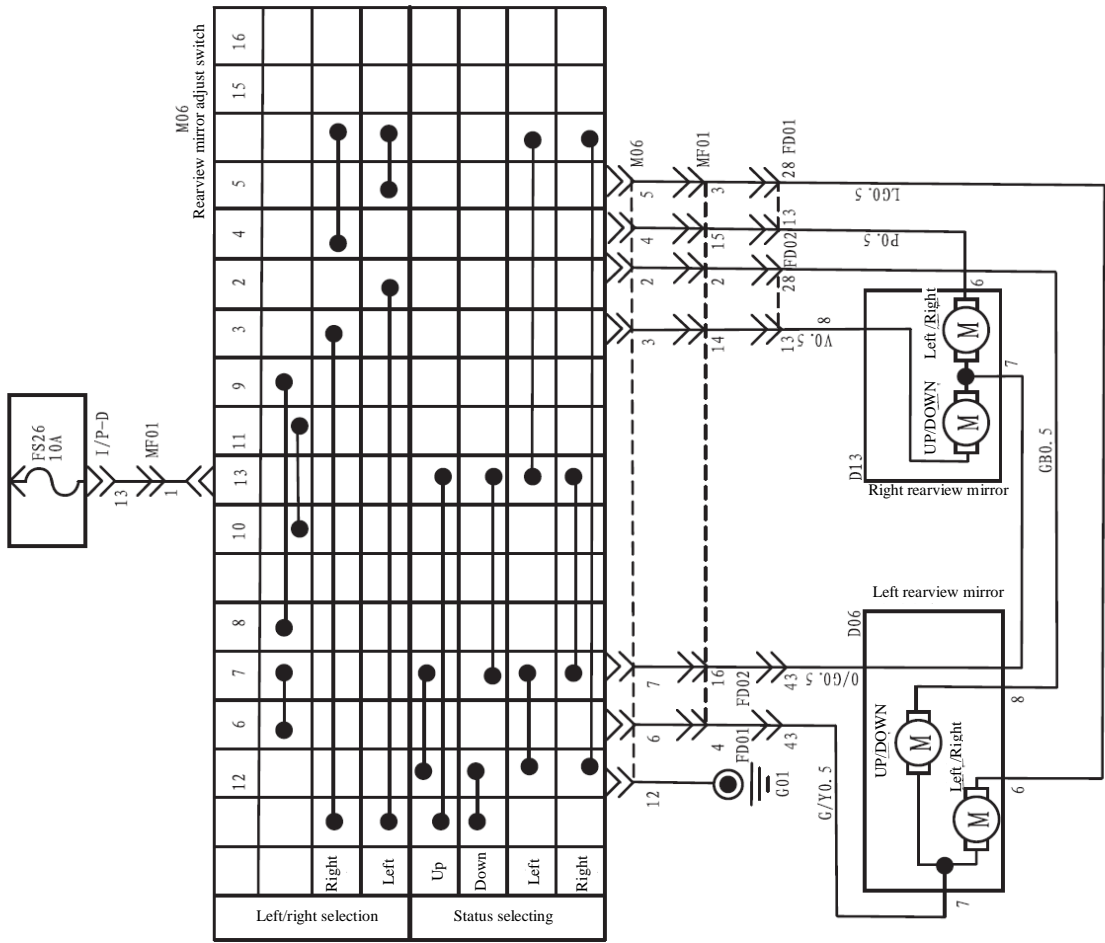 M06
Rearview mirror adjust switch
16
15
5
4
2
3
9
11
13
10
8
7
6
12
Right
Left
Up
Down
Left
Right
Left/right selection
Status selecting
FS26
10A
I/P-D
13
MF01
1
M06
MF01
28 FD01
5
3
LG0.5
4
15
13
P0.5
2
2
28 FD02
3
14
13
V0.5
8
6
Left /Right
M
7
UP/DOWN
M
D13
Right rearview mirror
GB0.5
Left rearview mirror
D06
7
16
FD02
43
O/G0.5
6
4
FD01
43
G/Y0.5
12
G01
UP/DOWN
M
8
Left /Right
M
6
7